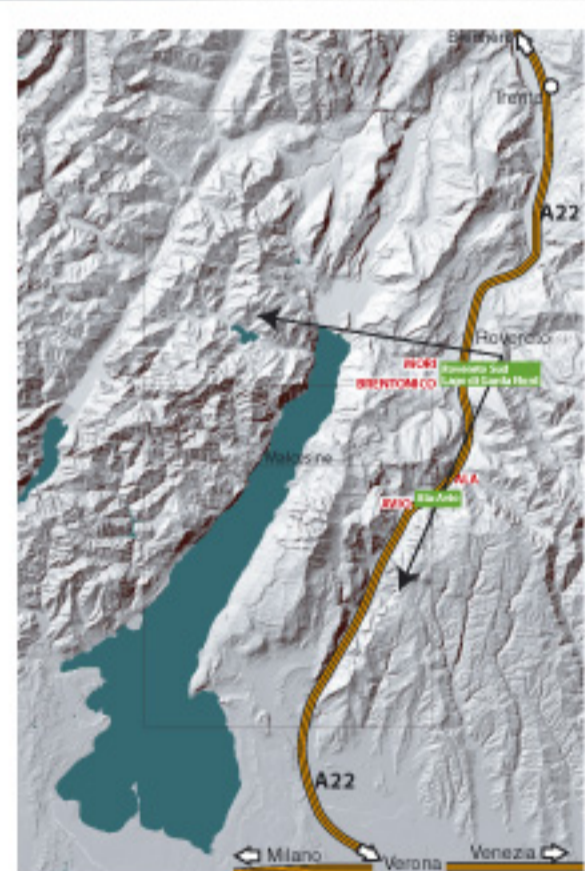 Brennero
Trento
A22
Rovereto
MORI
Rovereto Sud
Lago di Garda Nord
BRENTONICO
Malcesine
ALA
Ala Avio
AVIO
A22
Milano
Verona
Venezia